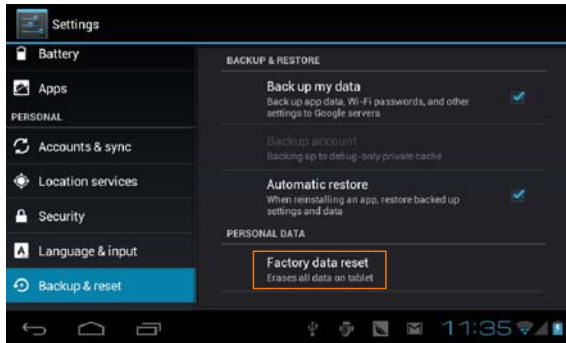 Settings
Battery
Apps
PERSONAL
Accounts & sync
Location services
Security
Language & input
Backup & reset
BACKUP & RESTORE
Back up my data
Back up app data, Wi-Fi passwords, and other
settings to Google servers
Backup account
Backing up to debug-only private cache
Automatic restore
When reinstalling an app, restore backed up
settings and data
PERSONAL DATA
Factory data reset
Erases all data on tablet
11:35